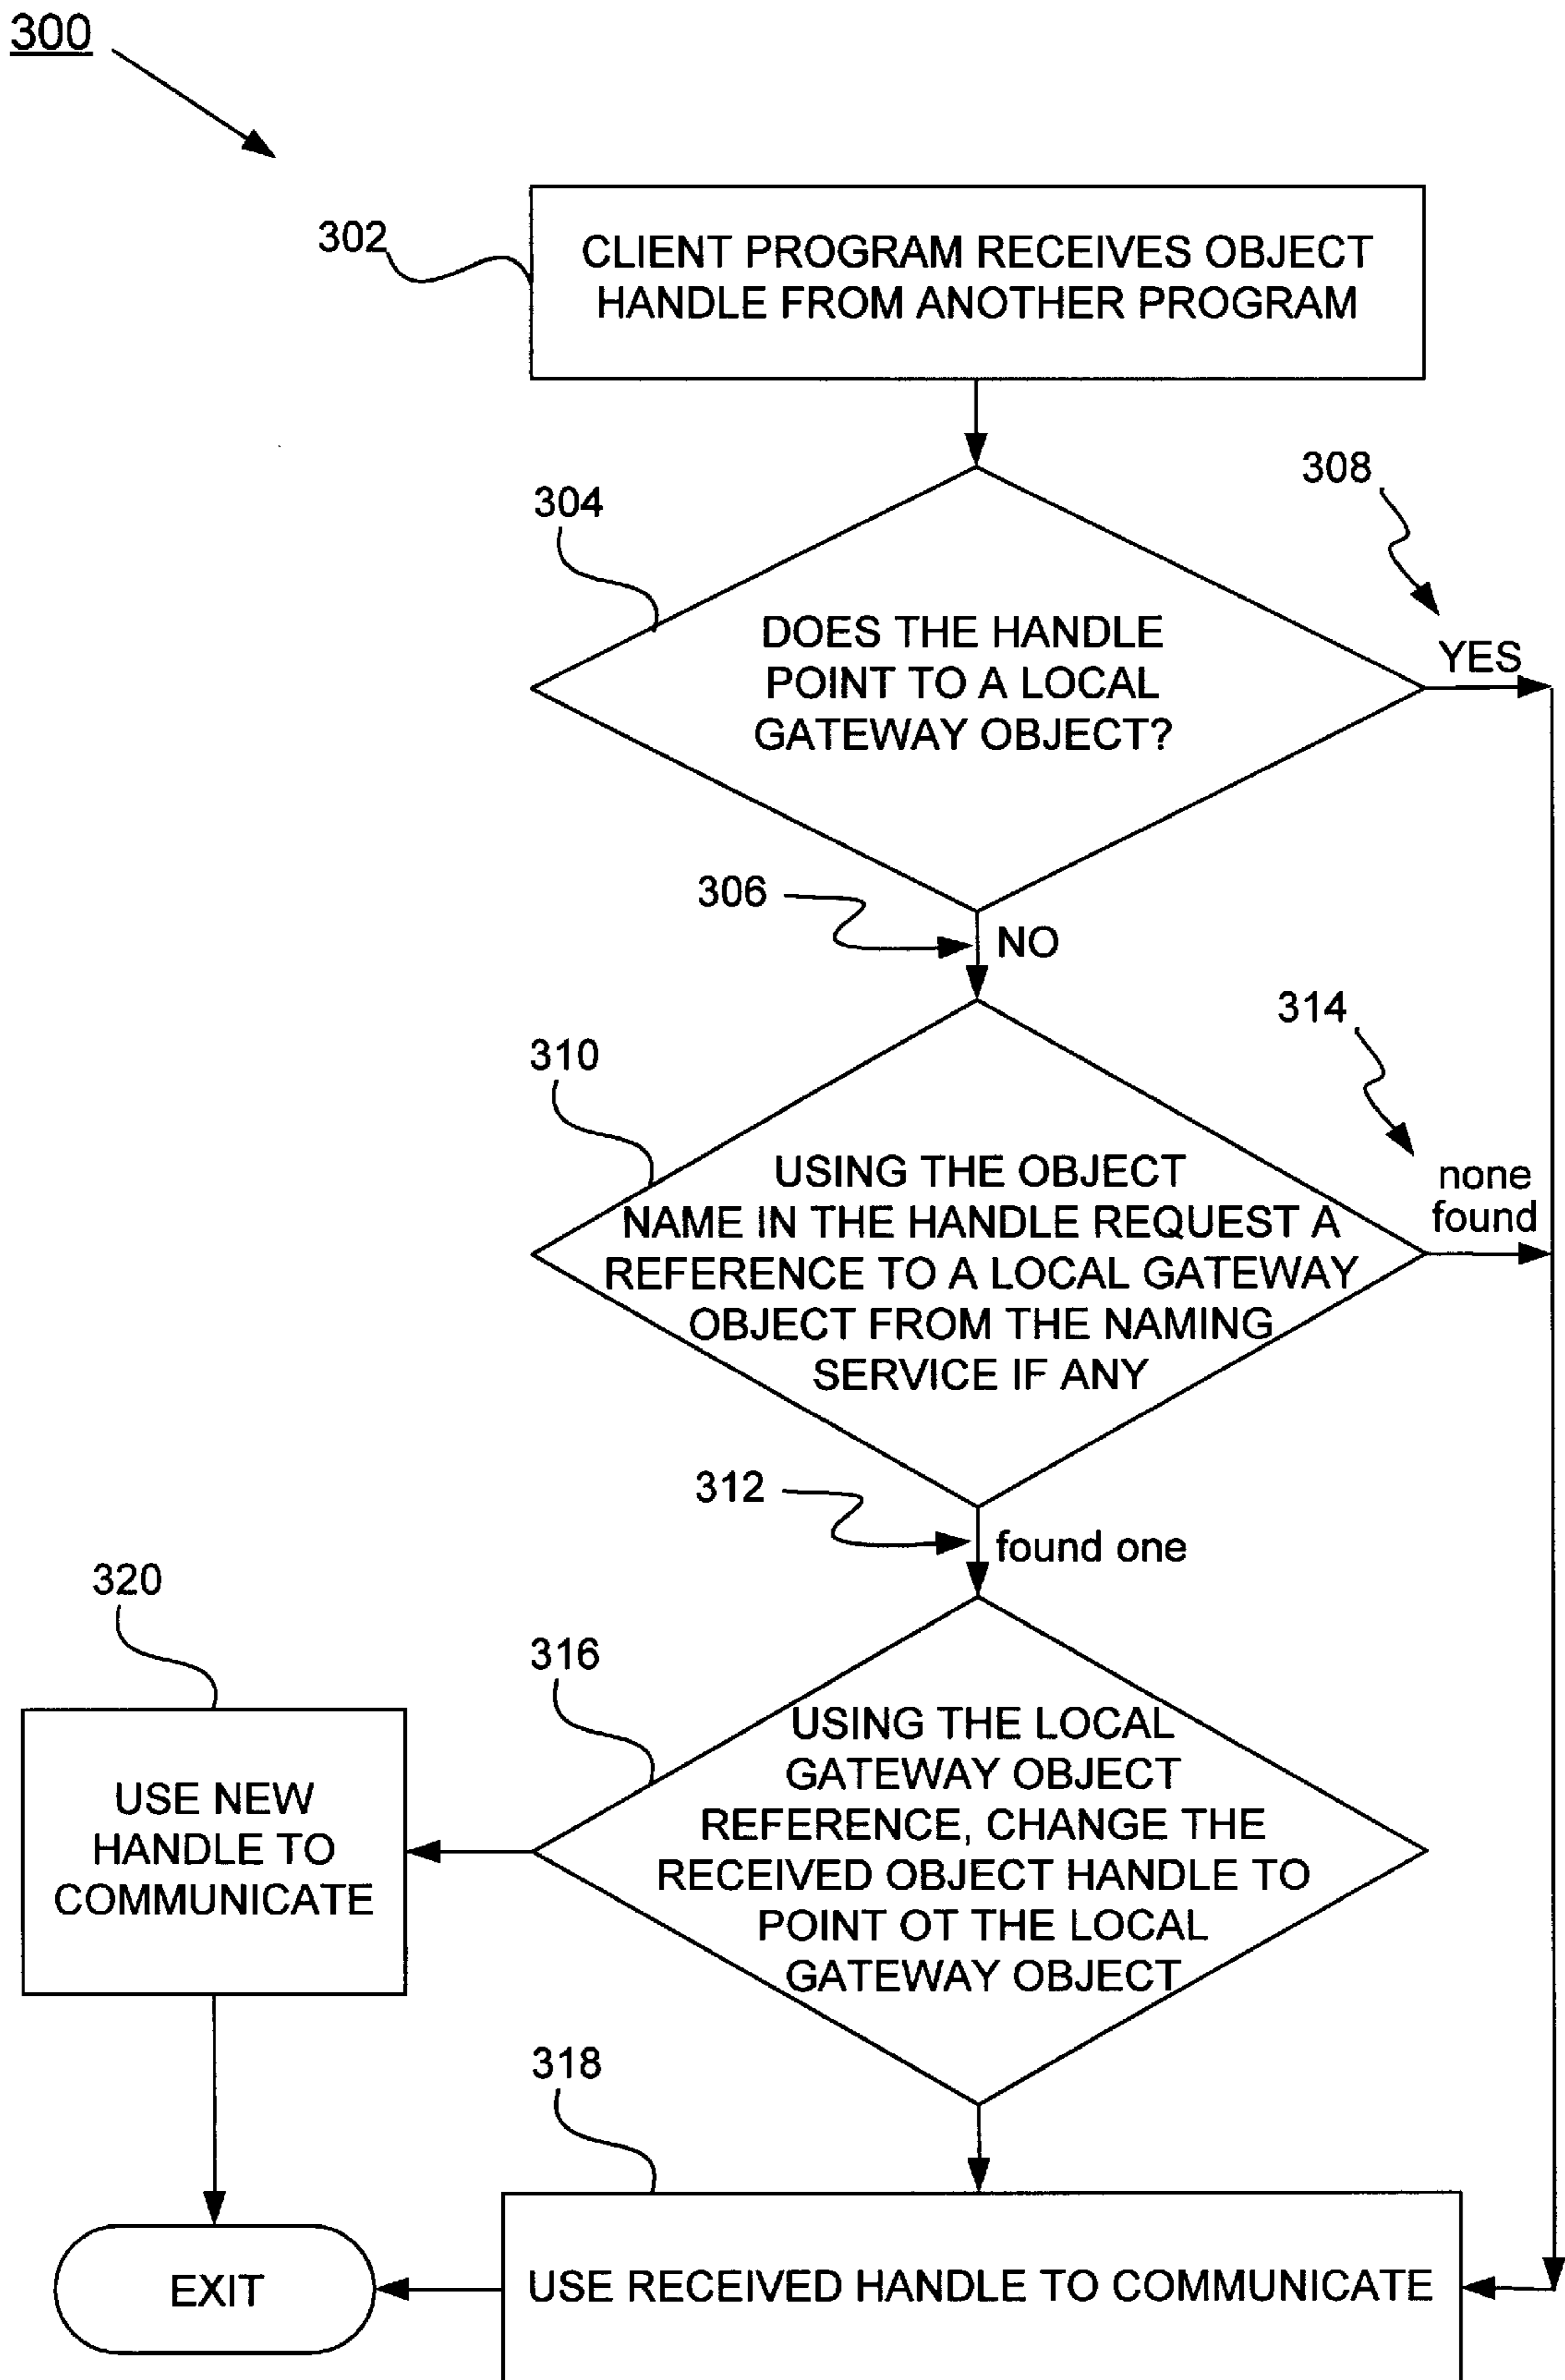 300
302
CLIENT PROGRAM RECEIVES OBJECT
HANDLE FROM ANOTHER PROGRAM
308
304
DOES THE HANDLE
POINT TO A LOCAL
GATEWAY OBJECT?
YES
306
NO
314
310
USING THE OBJECT
NAME IN THE HANDLE REQUEST A
REFERENCE TO A LOCAL GATEWAY
OBJECT FROM THE NAMING
SERVICE IF ANY
none
found
312
found one
320
316
USING THE LOCAL
GATEWAY OBJECT
REFERENCE, CHANGE THE
RECEIVED OBJECT HANDLE TO
POINT OT THE LOCAL
GATEWAY OBJECT
USE NEW
HANDLE TO
COMMUNICATE
318
EXIT
USE RECEIVED HANDLE TO COMMUNICATE